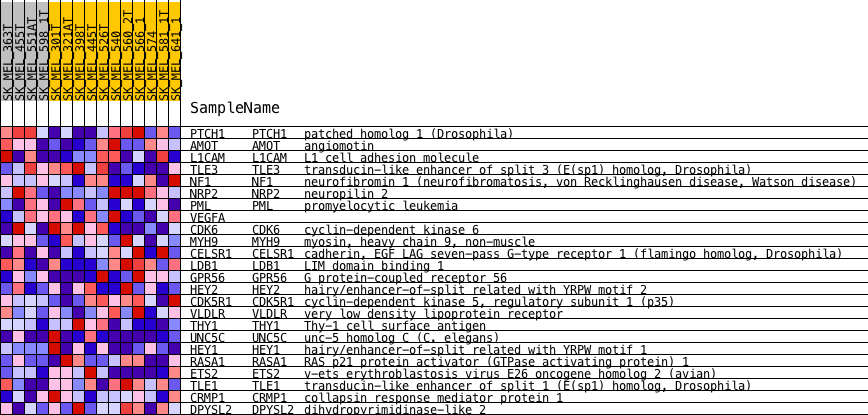 SK_MEL_363T
SK_MEL_455T
SK_MEL_551AT
SK_MEL_598_1T
SK_MEL_301T
SK_MEL_321AT
SK_MEL_398T
SK_MEL_445T
SK_MEL_526T
SK_MEL_540
SK_MEL_560_2T
SK_MEL_566_1
SK_MEL_574
SK_MEL_581_1T
SK_MEL_641_1
SampleName
PTCH1 PTCH1 patched homolog 1 (Drosophila)
AMOT AMOT angiomotin
L1CAM L1CAM L1 cell adhesion molecule
TLE3 TLE3 transducin-like enhancer of split 3 (E(sp1) homolog, Drosophila)
NF1 NF1 neurofibromin 1 (neurofibromatosis, von Recklinghausen disease, Watson disease)
NRP2 NRP2 neuropilin 2
PML PML promyelocytic leukemia
VEGFA
CDK6 CDK6 cyclin-dependent kinase 6
MYH9 MYH9 myosin, heavy chain 9, non-muscle
CELSR1 CELSR1 cadherin, EGF LAG seven-pass G-type receptor 1 (flamingo homolog, Drosophila)
LDB1 LDB1 LIM domain binding 1
GPR56 GPR56 G protein-coupled receptor 56
HEY2 HEY2 hairy/enhancer-of-split related with YRPW motif 2
CDK5R1 CDK5R1 cyclin-dependent kinase 5, regulatory subunit 1 (p35)
VLDLR VLDLR very low density lipoprotein receptor
THY1 THY1 Thy-1 cell surface antigen
UNC5C UNC5C unc-5 homolog C (C. elegans)
HEY1 HEY1 hairy/enhancer-of-split related with YRPW motif 1
RASA1 RASA1 RAS p21 protein activator (GTPase activating protein) 1
ETS2 ETS2 v-ets erythroblastosis virus E26 oncogene homolog 2 (avian)
TLE1 TLE1 transducin-like enhancer of split 1 (E(sp1) homolog, Drosophila)
CRMP1 CRMP1 collapsin response mediator protein 1
DPYSL2 DPYSL2 dihydropyrimidinase-like 2